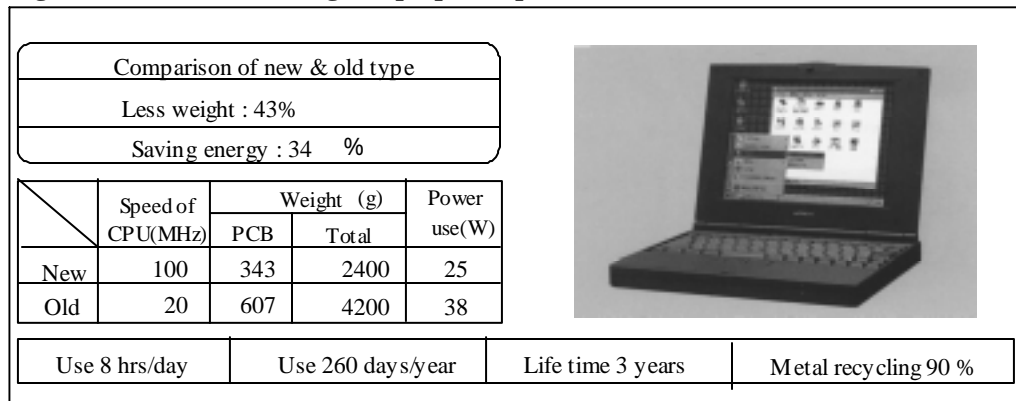 Comparison of new & old type
Less weight : 43%
Saving energy : 34 %
Speed of CPU(MHz) Weight (g) Power use(W)
PCB Total
New 100 343 2400 25
Old 20 607 4200 38
Use 8 hrs/day Use 260 days/year Life time 3 years Metal recycling 90 %